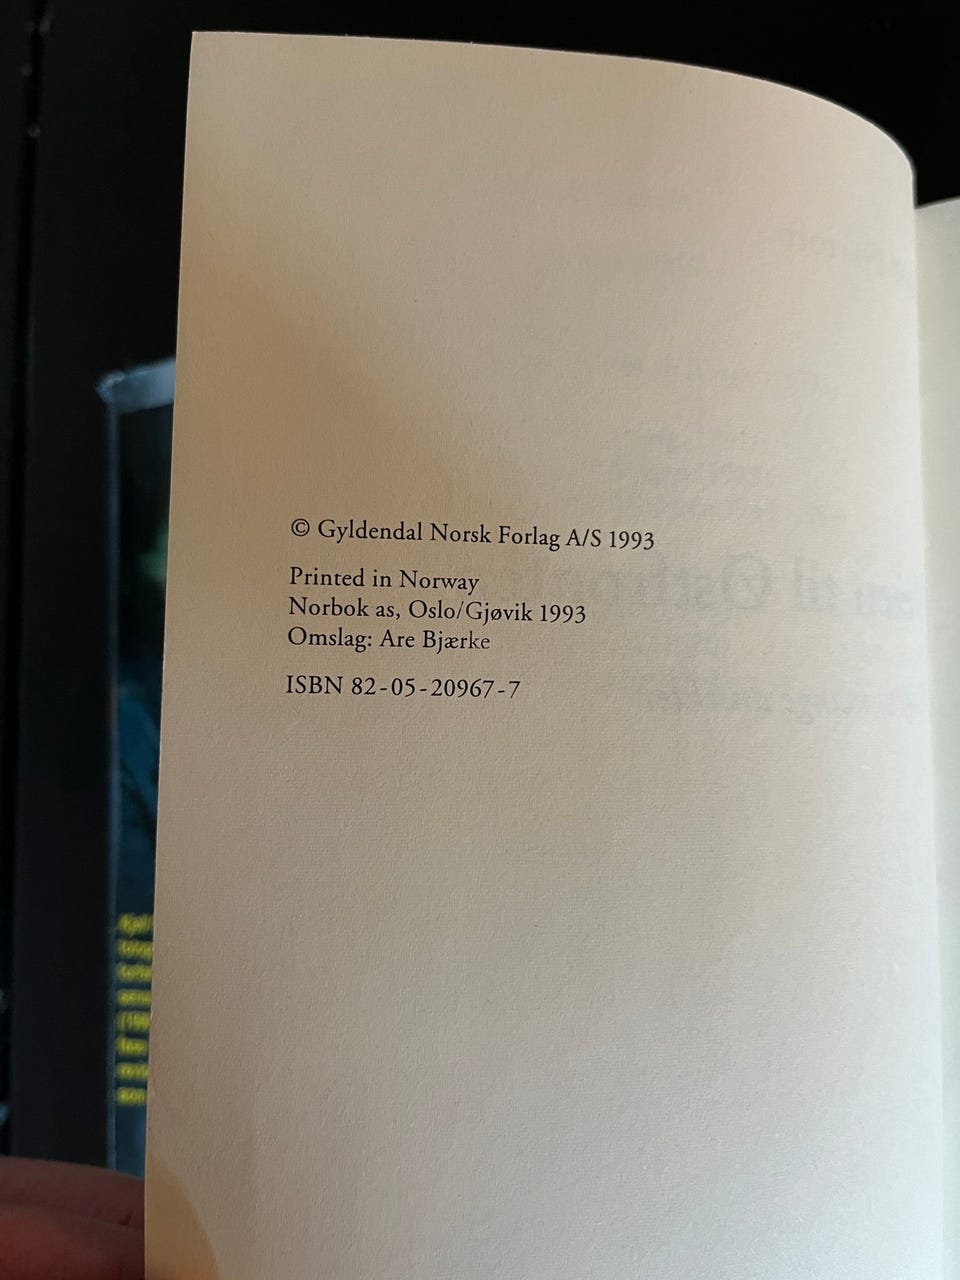 © Gyldendal Norsk Forlag A/S 1993
Printed in Norway
Norbok as, Oslo/Gjøvik 1993
Omslag: Are Bjærke
ISBN 82-05-20967-7